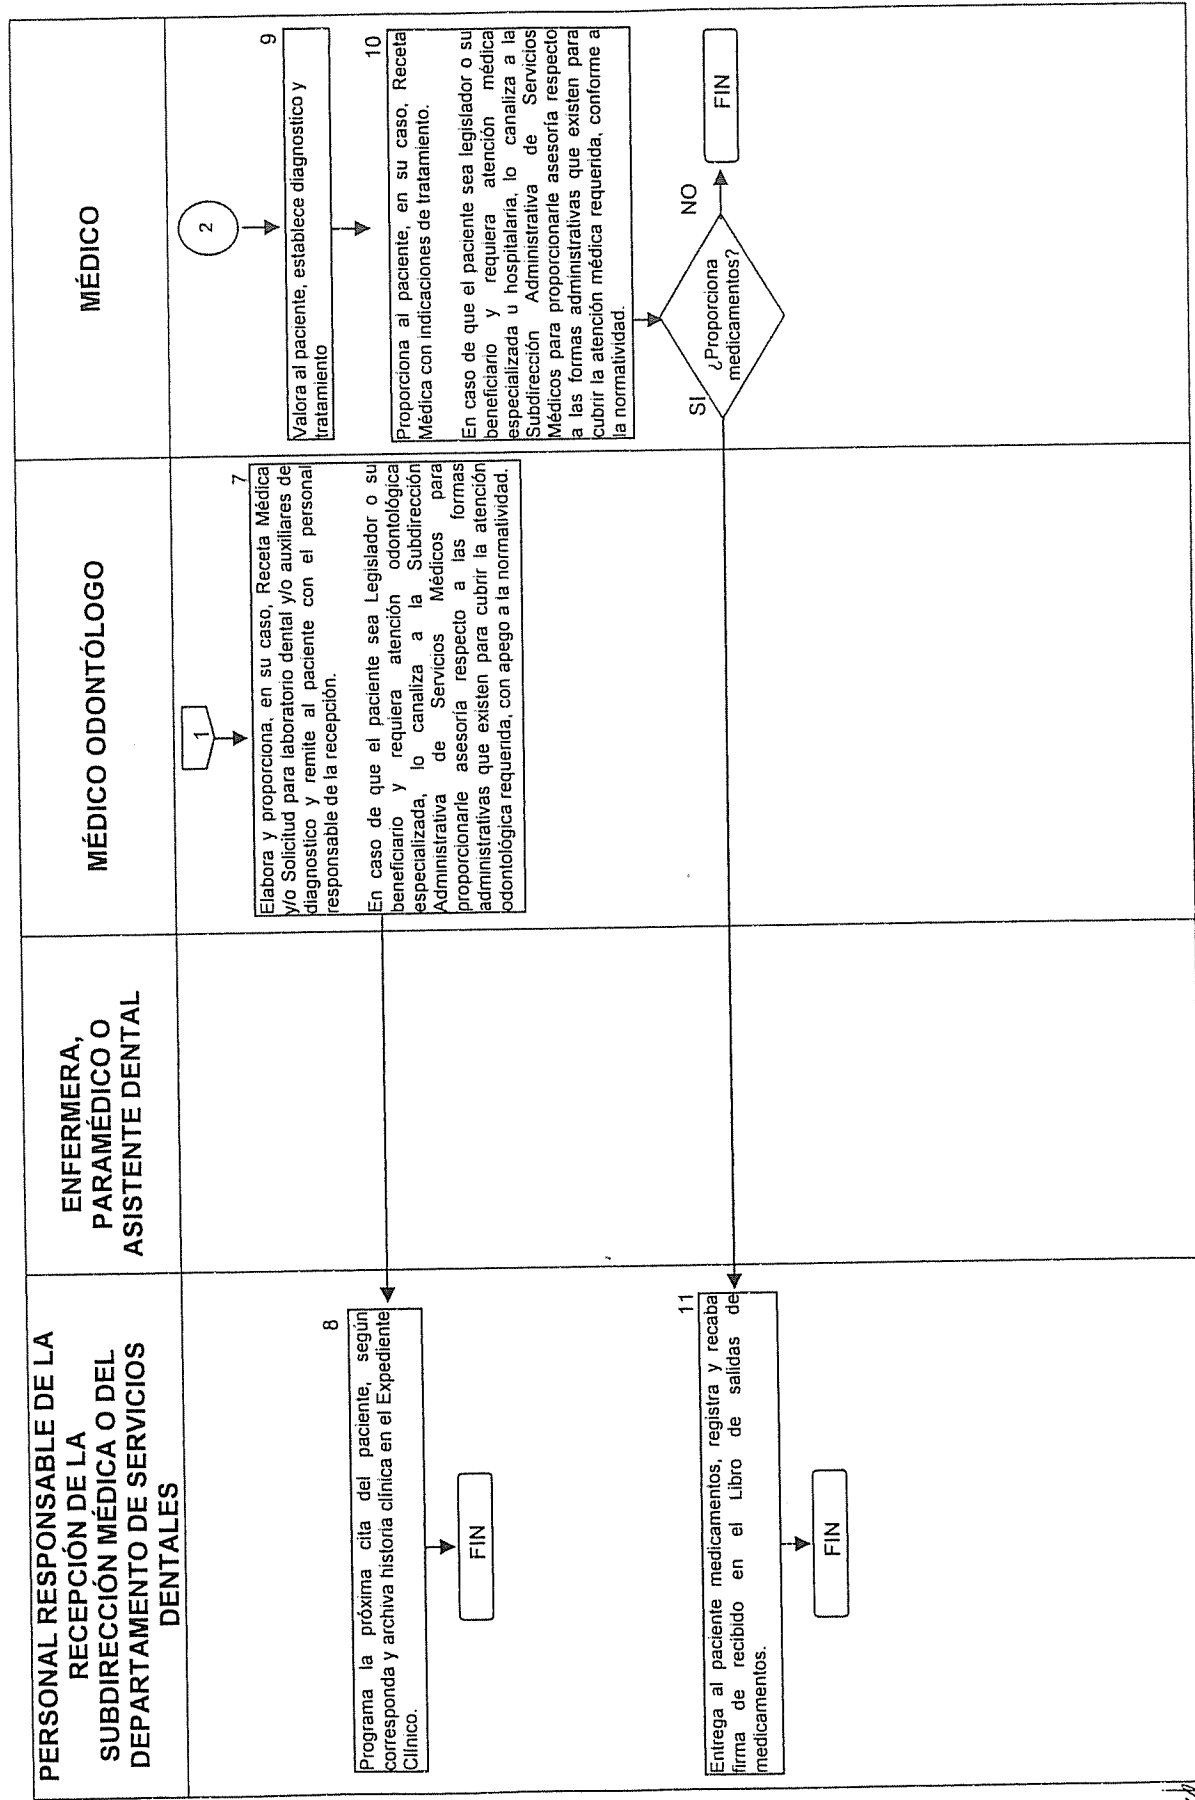 PERSONAL RESPONSABLE DE LA
RECEPCIÓN DE LA
SUBDIRECCIÓN MÉDICA O DEL
DEPARTAMENTO DE SERVICIOS
DENTALES
ENFERMERA,
PARAMÉDICO O
ASISTENTE DENTAL
MÉDICO ODONTÓLOGO
MÉDICO
1
7
Elabora y proporciona, en su caso, Receta Médica
y/o Solicitud para laboratorio dental y/o auxiliares de
diagnostico y remite al paciente con el personal
responsable de la recepción.
En caso de que el paciente sea Legislador o su
beneficiario y requiera atención odontológica
especializada, lo canaliza a la Subdirección
Administrativa de Servicios Médicos para
proporcionarle asesoría respecto a las formas
administrativas que existen para cubrir la atención
odontológica requerida, con apego a la normatividad.
8
Programa la próxima cita del paciente, según
corresponda y archiva historia clínica en el Expediente
Clínico.
FIN
2
9
Valora al paciente, establece diagnostico y
tratamiento
10
Proporciona al paciente, en su caso, Receta
Médica con indicaciones de tratamiento.
En caso de que el paciente sea legislador o su
beneficiario y requiera atención médica
especializada u hospitalaria, lo canaliza a la
Subdirección Administrativa de Servicios
Médicos para proporcionarle asesoría respecto
a las formas administrativas que existen para
cubrir la atención médica requerida, conforme a
la normatividad.
¿Proporciona
medicamentos?
NO
FIN
SI
11
Entrega al paciente medicamentos, registra y recaba
firma de recibido en el Libro de salidas de
medicamentos.
FIN